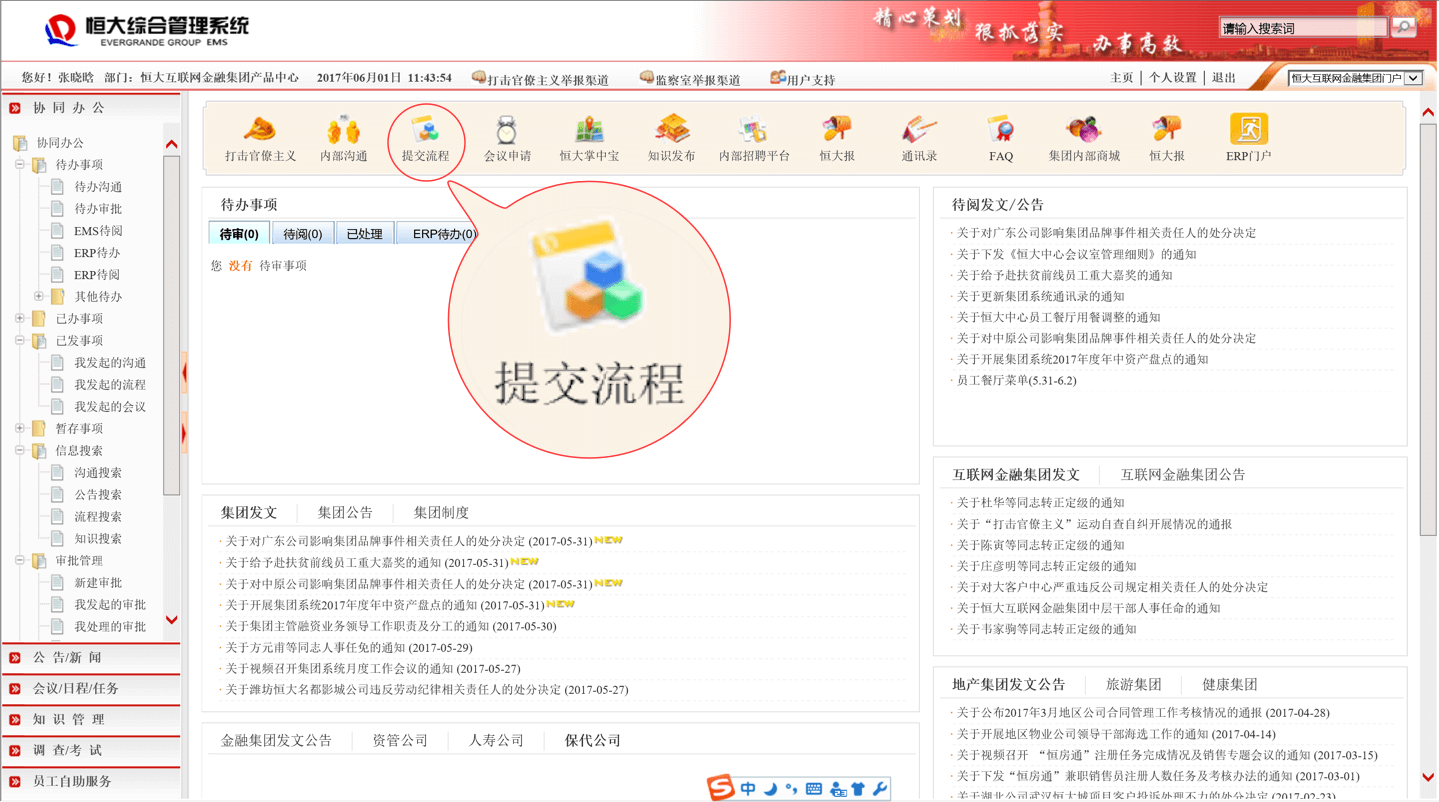 恒大综合管理系统
EVERGRANDE GROUP EMS
精心策划
狠抓落实
办事高效
请输入搜索词
您好！张晓晗 部门：恒大互联网金融集团产品中心 2017年06月01日 11:43:54 打击官僚主义举报渠道 监察室举报渠道 用户支持
主页 | 个人设置 | 退出
恒大互联网金融集团门户
协 同 办 公
协同办公
待办事项
待办沟通
待办审批
EMS待阅
ERP待办
ERP待阅
其他待办
已办事项
已发事项
我发起的沟通
我发起的流程
我发起的会议
暂存事项
信息搜索
沟通搜索
公告搜索
流程搜索
知识搜索
审批管理
新建审批
我发起的审批
我处理的审批
公 告/新 闻
会议/日程/任务
知 识 管 理
调 查/考 试
员工自助服务
打击官僚主义 内部沟通 提交流程 会议申请 恒大掌中宝 知识发布 内部招聘平台 恒大报 通讯录 FAQ 集团内部商城 恒大报 ERP门户
待办事项
待审(0) 待阅(0) 已处理 ERP待办(0)
您 没有 待审事项
提交流程
集团发文 集团公告 集团制度
· 关于对广东公司影响集团品牌事件相关责任人的处分决定 (2017-05-31) NEW
· 关于给予赴扶贫前线员工重大嘉奖的通知 (2017-05-31) NEW
· 关于对中原公司影响集团品牌事件相关责任人的处分决定 (2017-05-31) NEW
· 关于开展集团系统2017年度年中资产盘点的通知 (2017-05-31) NEW
· 关于集团主管融资业务领导工作职责及分工的通知 (2017-05-30)
· 关于方元甫等同志人事任免的通知 (2017-05-29)
· 关于视频召开集团系统月度工作会议的通知 (2017-05-27)
· 关于潍坊恒大名都影城公司违反劳动纪律相关责任人的处分决定 (2017-05-27)
金融集团发文公告 资管公司 人寿公司 保代公司
待阅发文/公告
· 关于对广东公司影响集团品牌事件相关责任人的处分决定
· 关于下发《恒大中心会议室管理细则》的通知
· 关于给予赴扶贫前线员工重大嘉奖的通知
· 关于更新集团系统通讯录的通知
· 关于恒大中心员工餐厅用餐调整的通知
· 关于对中原公司影响集团品牌事件相关责任人的处分决定
· 关于开展集团系统2017年度年中资产盘点的通知
· 员工餐厅菜单(5.31-6.2)
互联网金融集团发文 互联网金融集团公告
· 关于杜华等同志转正定级的通知
· 关于“打击官僚主义”运动自查自纠开展情况的通报
· 关于陈寅等同志转正定级的通知
· 关于庄彦明等同志转正定级的通知
· 关于对大客户中心严重违反公司规定相关责任人的处分决定
· 关于恒大互联网金融集团中层干部人事任命的通知
· 关于韦家驹等同志转正定级的通知
地产集团发文公告 旅游集团 健康集团
· 关于公布2017年3月地区公司合同管理工作考核情况的通报 (2017-04-28)
· 关于开展地区物业公司领导干部海选工作的通知 (2017-04-14)
· 关于视频召开 “恒房通”注册任务完成情况及销售专题会议的通知 (2017-03-15)
· 关于下发“恒房通”兼职销售员注册人数任务及考核办法的通知 (2017-03-01)
· 关于湖北公司武汉恒大城项目客户投诉处理不力的处分决定 (2017-02-23)
S 中